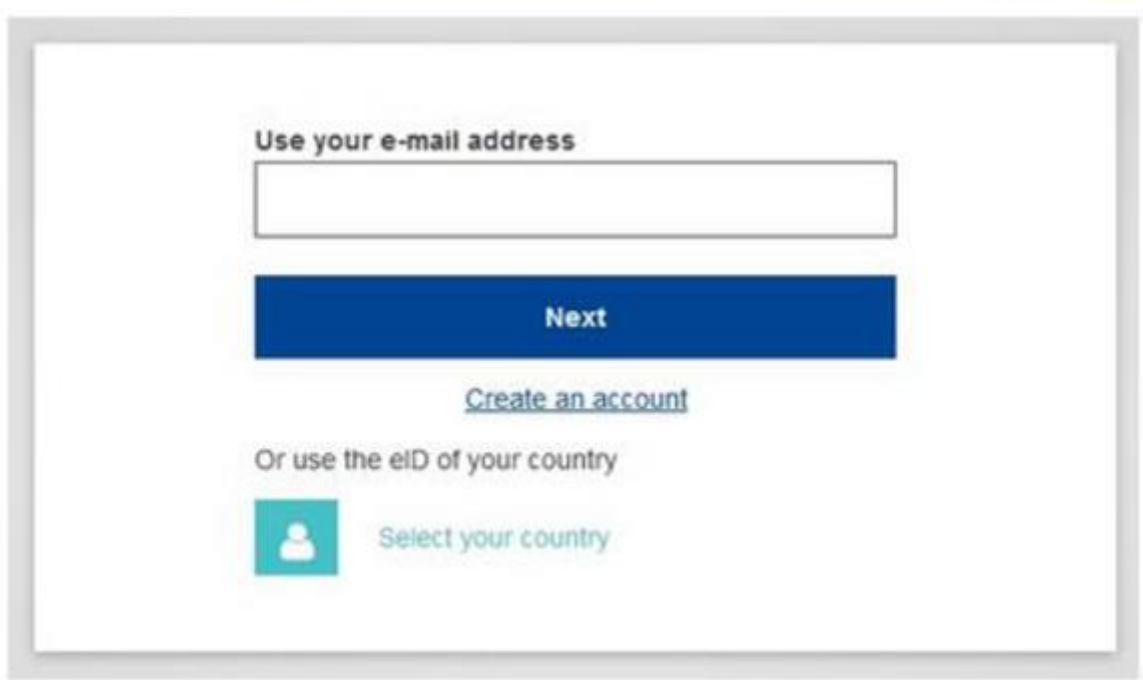 Use your e-mail address
Next
Create an account
Or use the eID of your country
Select your country